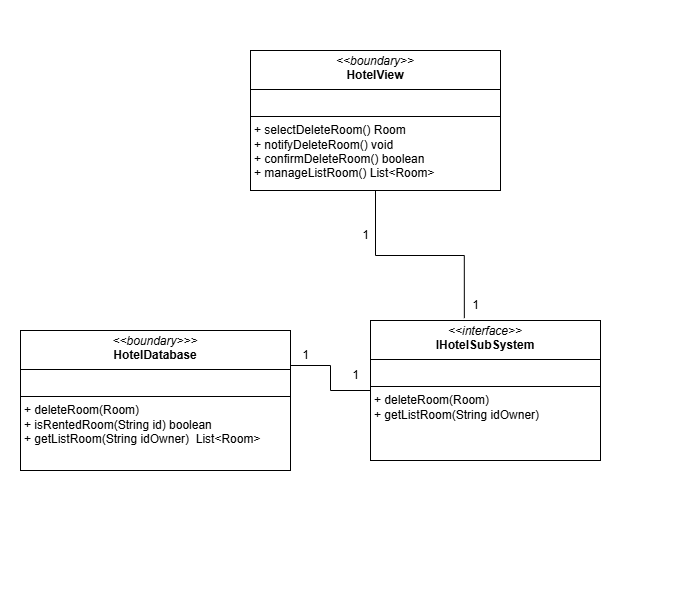 <<boundary>>
HotelView
+ selectDeleteRoom() Room
+ notifyDeleteRoom() void
+ confirmDeleteRoom() boolean
+ manageListRoom() List<Room>
1
1
<<boundary>>>
HotelDatabase
+ deleteRoom(Room)
+ isRentedRoom(String id) boolean
+ getListRoom(String idOwner)  List<Room>
1
1
<<interface>>
IHotelSubSystem
+ deleteRoom(Room)
+ getListRoom(String idOwner)